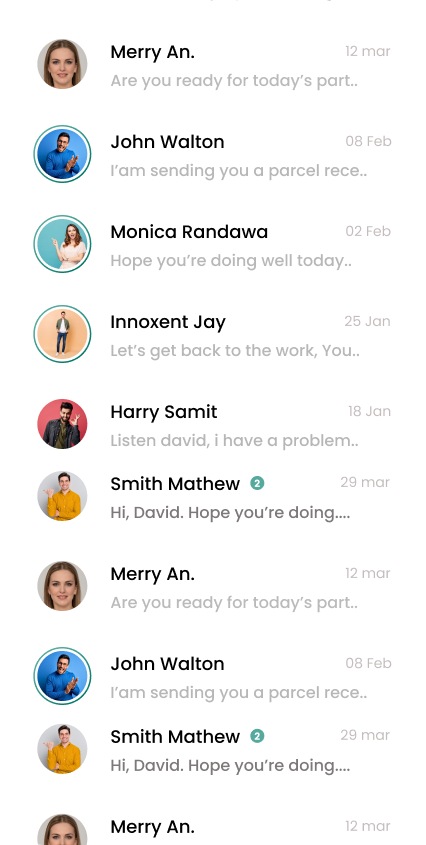 Merry An.
12 mar
Are you ready for today's part..
John Walton
08 Feb
I'am sending you a parcel rece..
Monica Randawa
02 Feb
Hope you're doing well today..
Innoxent Jay
25 Jan
Let's get back to the work, You..
Harry Samit
18 Jan
Listen david, i have a problem..
Smith Mathew 2
29 mar
Hi, David. Hope you're doing....
Merry An.
12 mar
Are you ready for today's part..
John Walton
08 Feb
I'am sending you a parcel rece..
Smith Mathew 2
29 mar
Hi, David. Hope you're doing....
Merry An.
12 mar